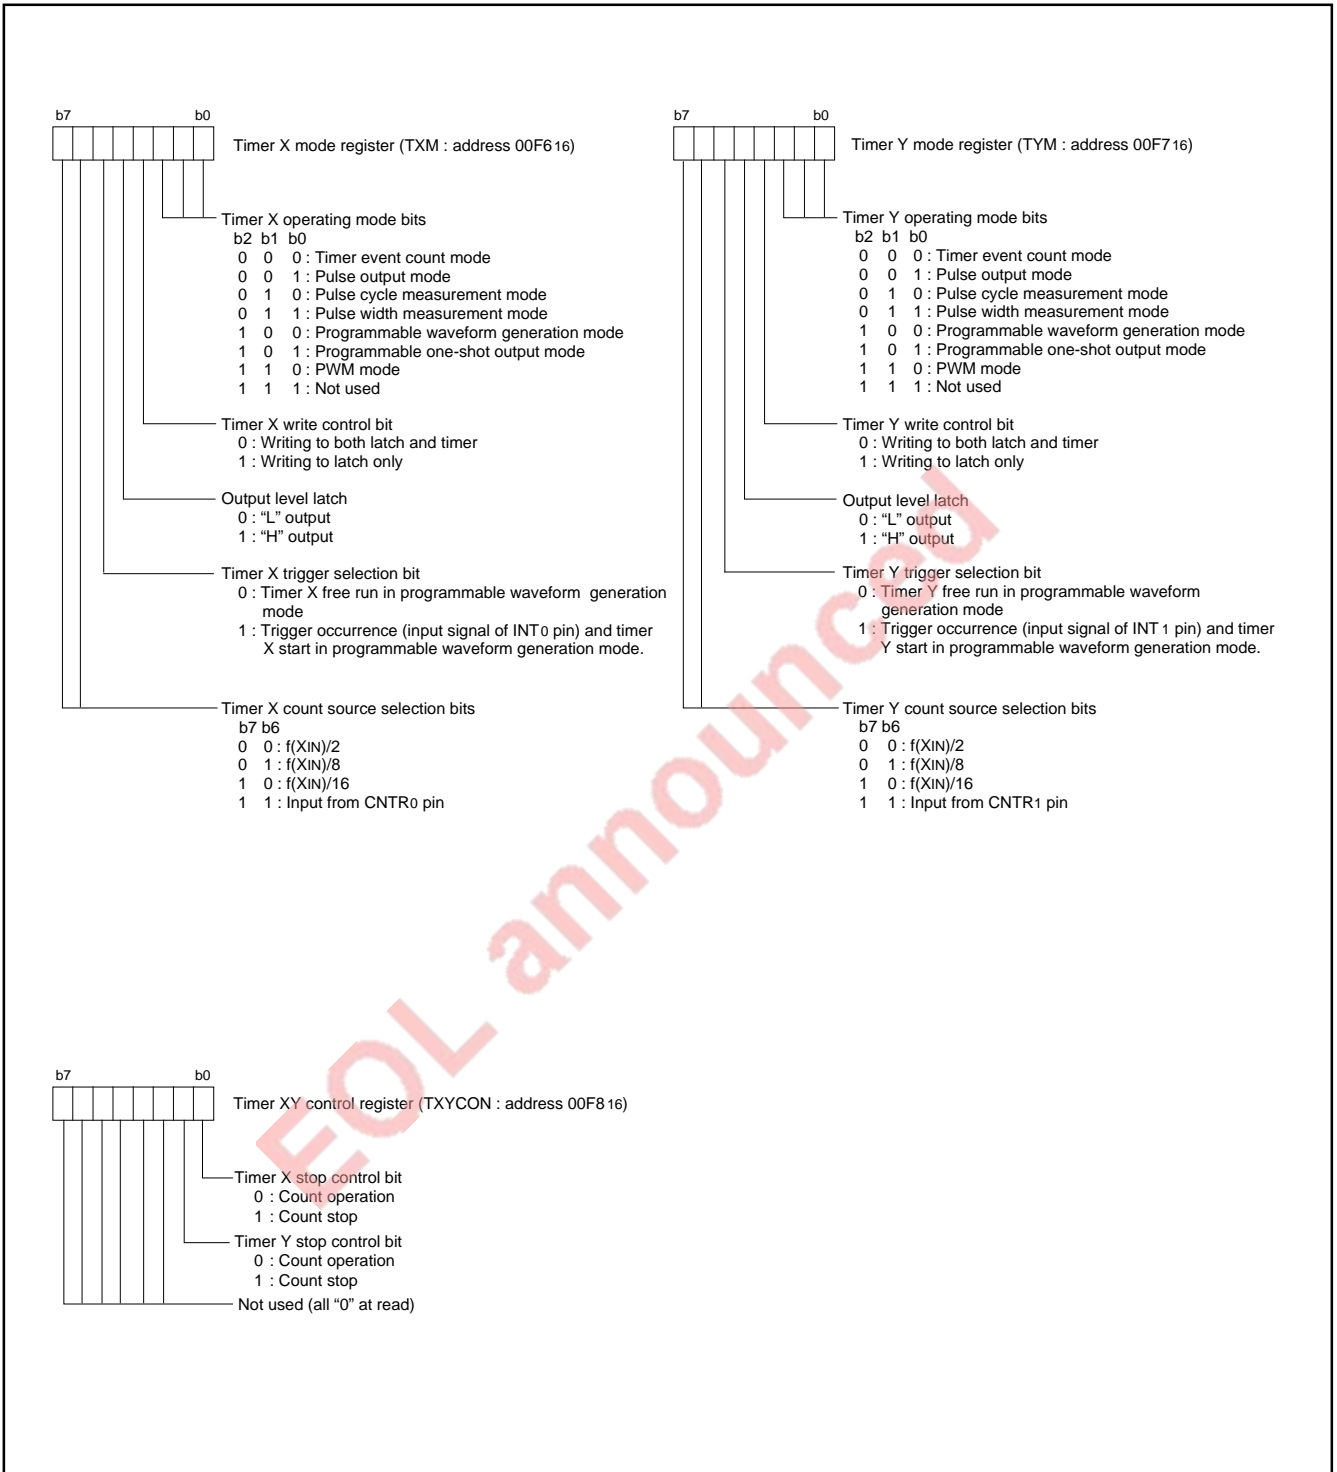 b7 b0
Timer X mode register (TXM : address 00F616)
Timer X operating mode bits
b2 b1 b0
0 0 0 : Timer event count mode
0 0 1 : Pulse output mode
0 1 0 : Pulse cycle measurement mode
0 1 1 : Pulse width measurement mode
1 0 0 : Programmable waveform generation mode
1 0 1 : Programmable one-shot output mode
1 1 0 : PWM mode
1 1 1 : Not used
Timer X write control bit
0 : Writing to both latch and timer
1 : Writing to latch only
Output level latch
0 : “L” output
1 : “H” output
Timer X trigger selection bit
0 : Timer X free run in programmable waveform generation
mode
1 : Trigger occurrence (input signal of INT0 pin) and timer
X start in programmable waveform generation mode.
Timer X count source selection bits
b7 b6
0 0 : f(XIN)/2
0 1 : f(XIN)/8
1 0 : f(XIN)/16
1 1 : Input from CNTR0 pin
b7 b0
Timer Y mode register (TYM : address 00F716)
Timer Y operating mode bits
b2 b1 b0
0 0 0 : Timer event count mode
0 0 1 : Pulse output mode
0 1 0 : Pulse cycle measurement mode
0 1 1 : Pulse width measurement mode
1 0 0 : Programmable waveform generation mode
1 0 1 : Programmable one-shot output mode
1 1 0 : PWM mode
1 1 1 : Not used
Timer Y write control bit
0 : Writing to both latch and timer
1 : Writing to latch only
Output level latch
0 : “L” output
1 : “H” output
Timer Y trigger selection bit
0 : Timer Y free run in programmable waveform
generation mode
1 : Trigger occurrence (input signal of INT1 pin) and timer
Y start in programmable waveform generation mode.
Timer Y count source selection bits
b7 b6
0 0 : f(XIN)/2
0 1 : f(XIN)/8
1 0 : f(XIN)/16
1 1 : Input from CNTR1 pin
EOL announced
b7 b0
Timer XY control register (TXYCON : address 00F816)
Timer X stop control bit
0 : Count operation
1 : Count stop
Timer Y stop control bit
0 : Count operation
1 : Count stop
Not used (all “0” at read)